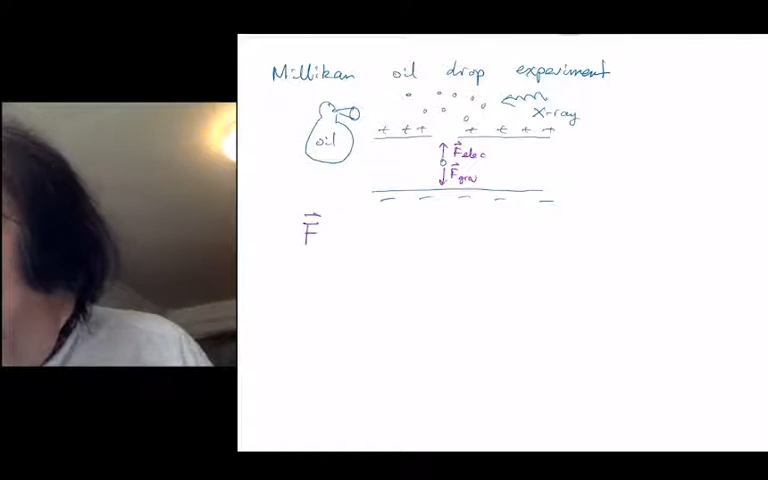 Millikan oil drop experiment
X-ray
oil
+ + + + + + +
F elec
F grav
- - - - -
F